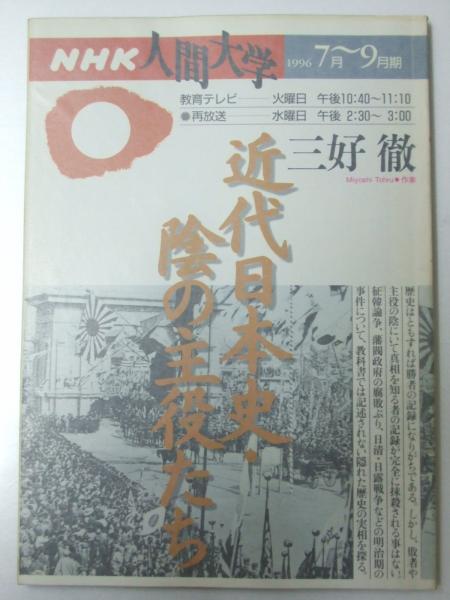 NHK 人間大学 1996 7月～9月期
教育テレビ――火曜日 午後10:40～11:10
●再放送――水曜日 午後 2:30～ 3:00
三好 徹
Miyoshi Tohru●作家
近代日本史・
陰の主役たち
歴史はともすれば勝者の記録になりがちである。しかし、敗者や
主役の陰にいて真相を知る者の記録が完全に抹殺される事はない
征韓論争、藩閥政府の腐敗ぶり、日清・日露戦争などの明治期の
事件について、教科書では記述されない隠れた歴史の実相を探る。